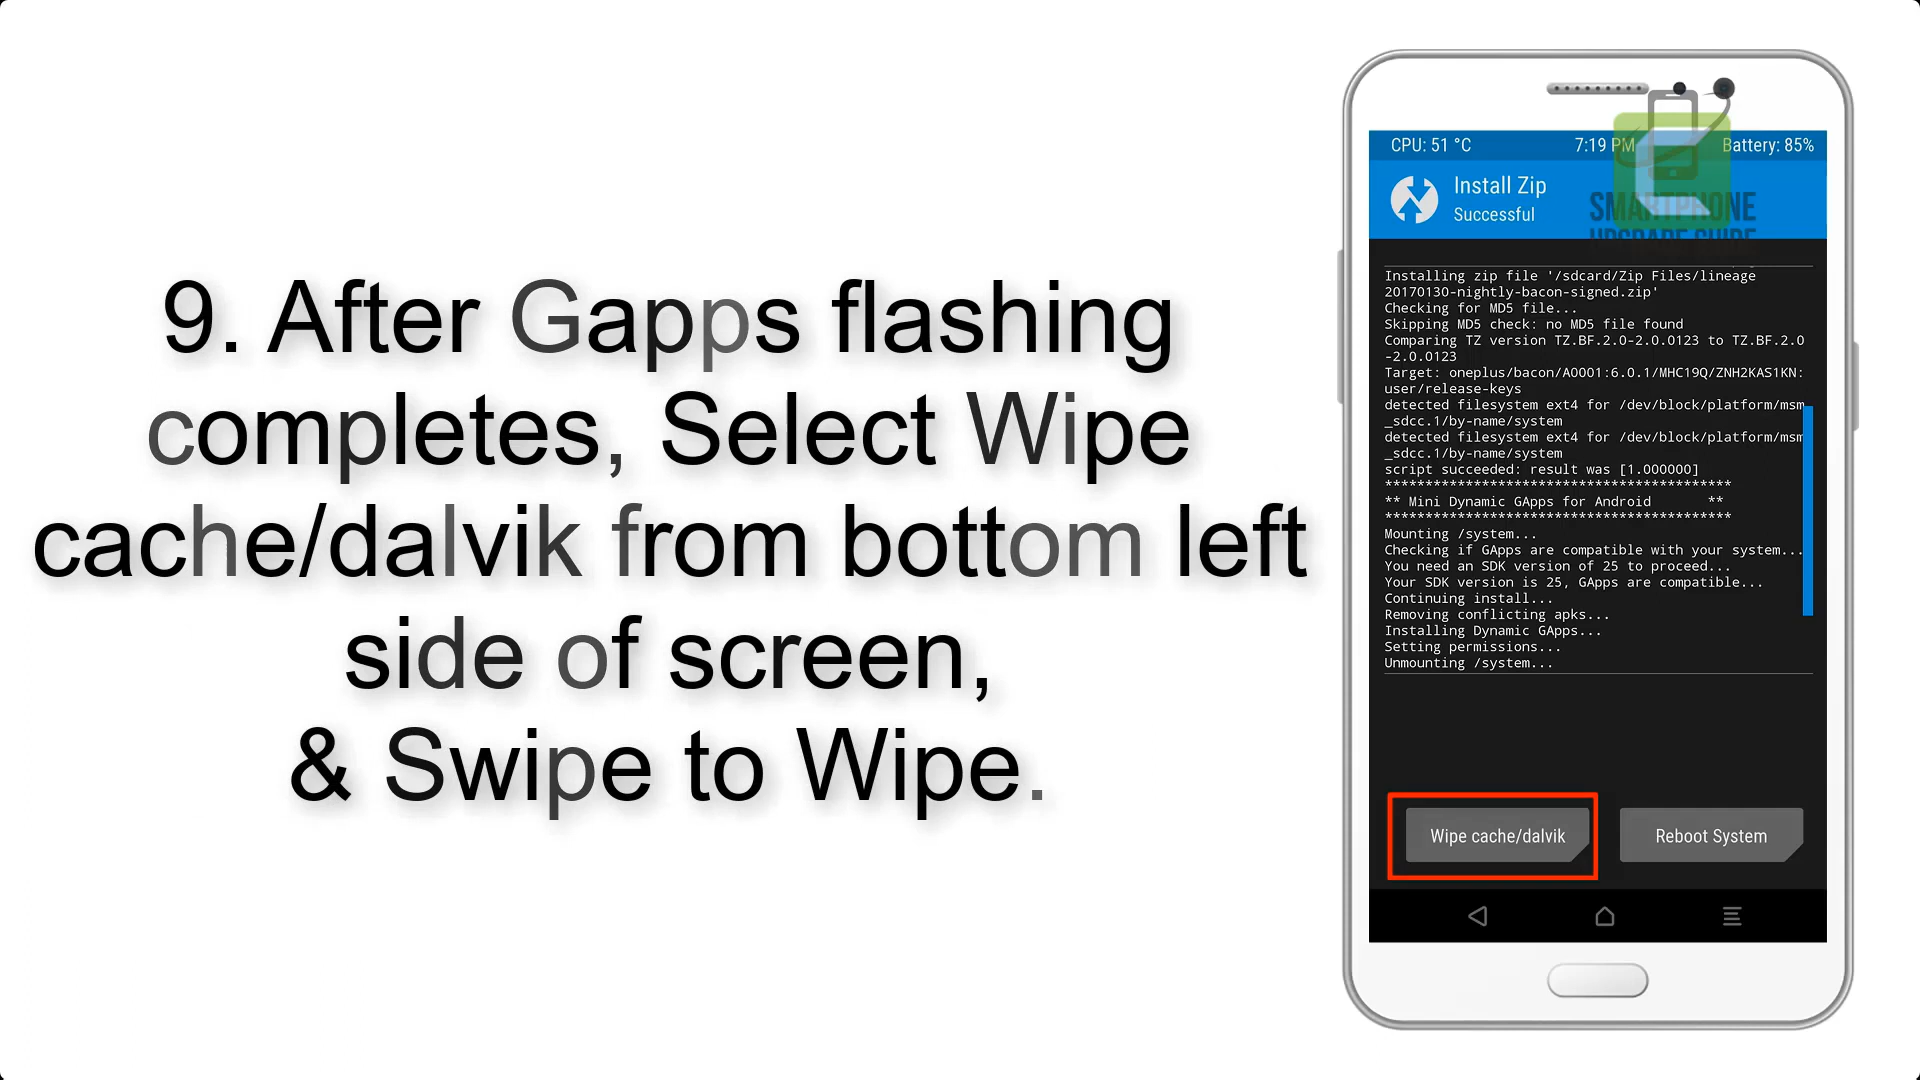 9. After Gapps flashing
completes, Select Wipe
cache/dalvik from bottom left
side of screen,
& Swipe to Wipe.
CPU: 51 °C 7:19 PM Battery: 85%
Install Zip
Successful
SMARTPHONE
UPGRADE GUIDE
Installing zip file '/sdcard/Zip Files/lineage
20170130-nightly-bacon-signed.zip'
Checking for MD5 file...
Skipping MD5 check: no MD5 file found
Comparing TZ version TZ.BF.2.0-2.0.0123 to TZ.BF.2.0
-2.0.0123
Target: oneplus/bacon/A0001:6.0.1/MHC19Q/ZNH2KAS1KN:
user/release-keys
detected filesystem ext4 for /dev/block/platform/msm
_sdcc.1/by-name/system
detected filesystem ext4 for /dev/block/platform/msm
_sdcc.1/by-name/system
script succeeded: result was [1.000000]
*******************************************
** Mini Dynamic GApps for Android **
*******************************************
Mounting /system...
Checking if GApps are compatible with your system...
You need an SDK version of 25 to proceed...
Your SDK version is 25, GApps are compatible...
Continuing install...
Removing conflicting apks...
Installing Dynamic GApps...
Setting permissions...
Unmounting /system...
Wipe cache/dalvik Reboot System